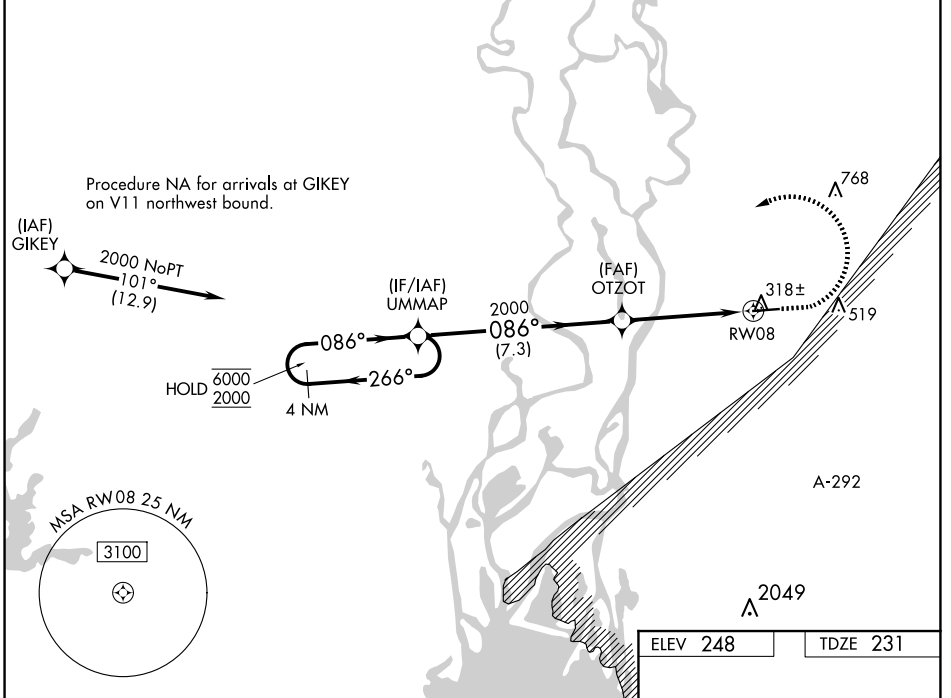 768
Procedure NA for arrivals at GIKEY
on V11 northwest bound.
(IAF)
GIKEY
2000 NoPT
101°
(12.9)
(IF/IAF)
UMMAP
(FAF)
OTZOT
2000
086°
(7.3)
318±
RW08
519
086°
266°
HOLD 6000
2000
4 NM
A-292
MSA RW08 25 NM
3100
2049
ELEV 248
TDZE 231